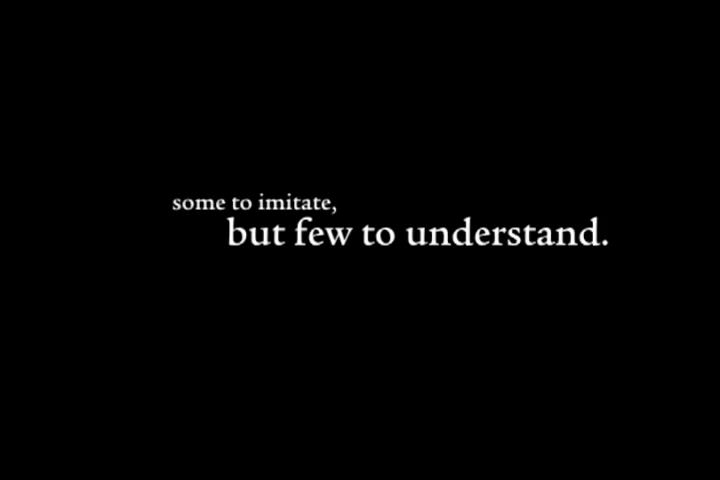 some to imitate,
but few to understand.